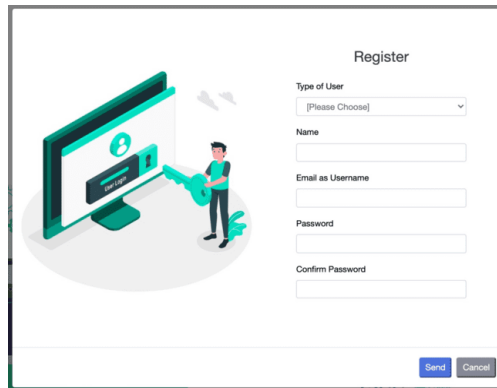 Register
Type of User
[Please Choose]
Name
Email as Username
Password
Confirm Password
User Login
Send
Cancel